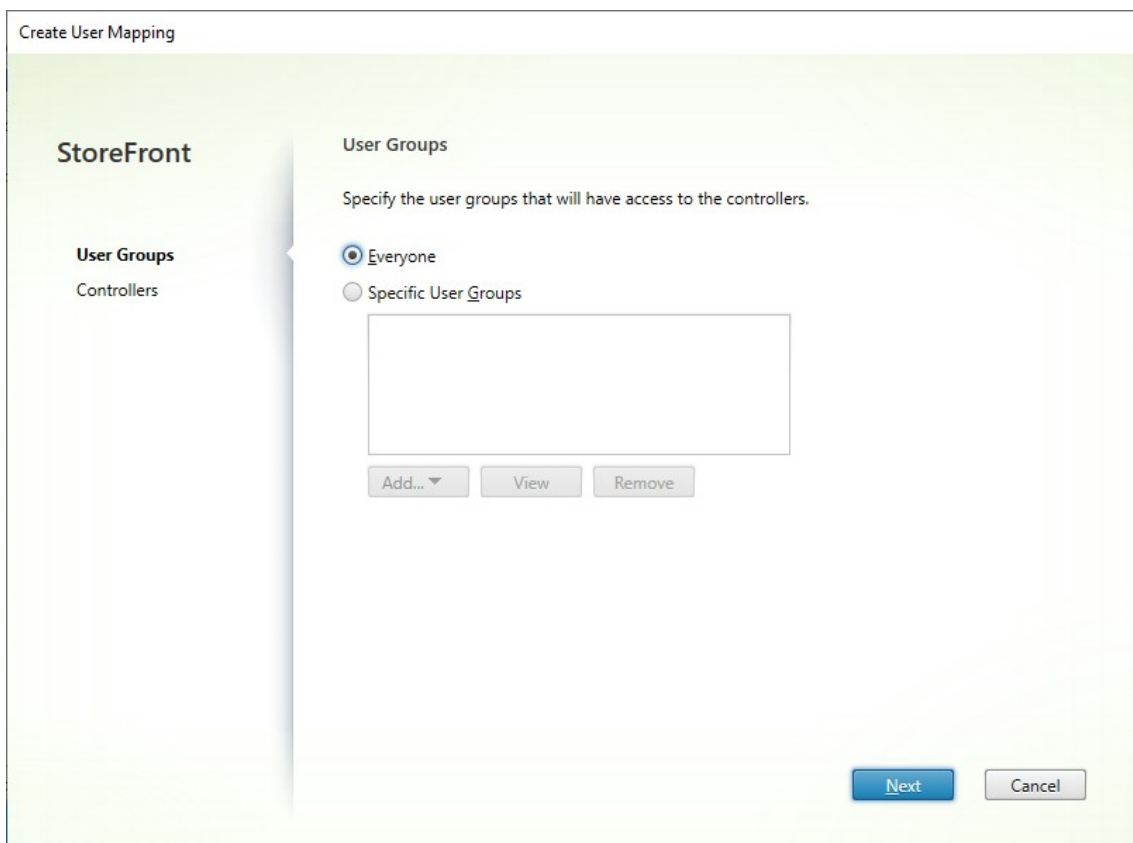 Create User Mapping
StoreFront
User Groups
Controllers
User Groups
Specify the user groups that will have access to the controllers.
Everyone
Specific User Groups
Add...
View
Remove
Next
Cancel